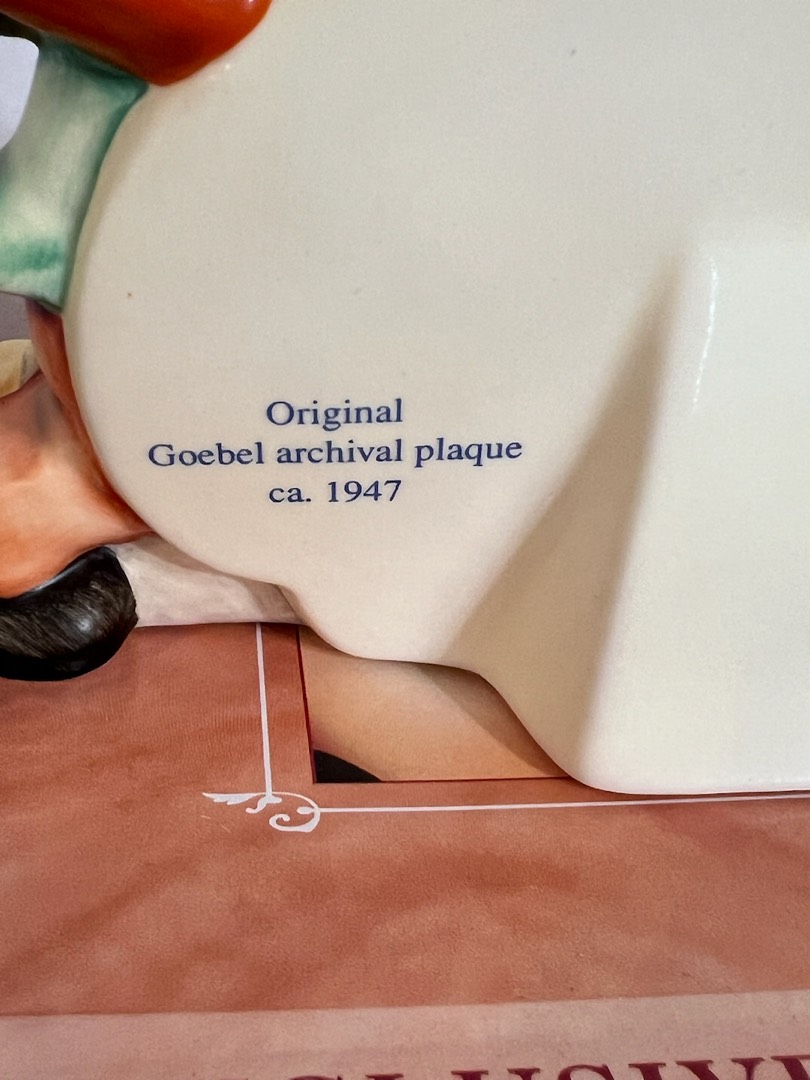 Original
Goebel archival plaque
ca. 1947